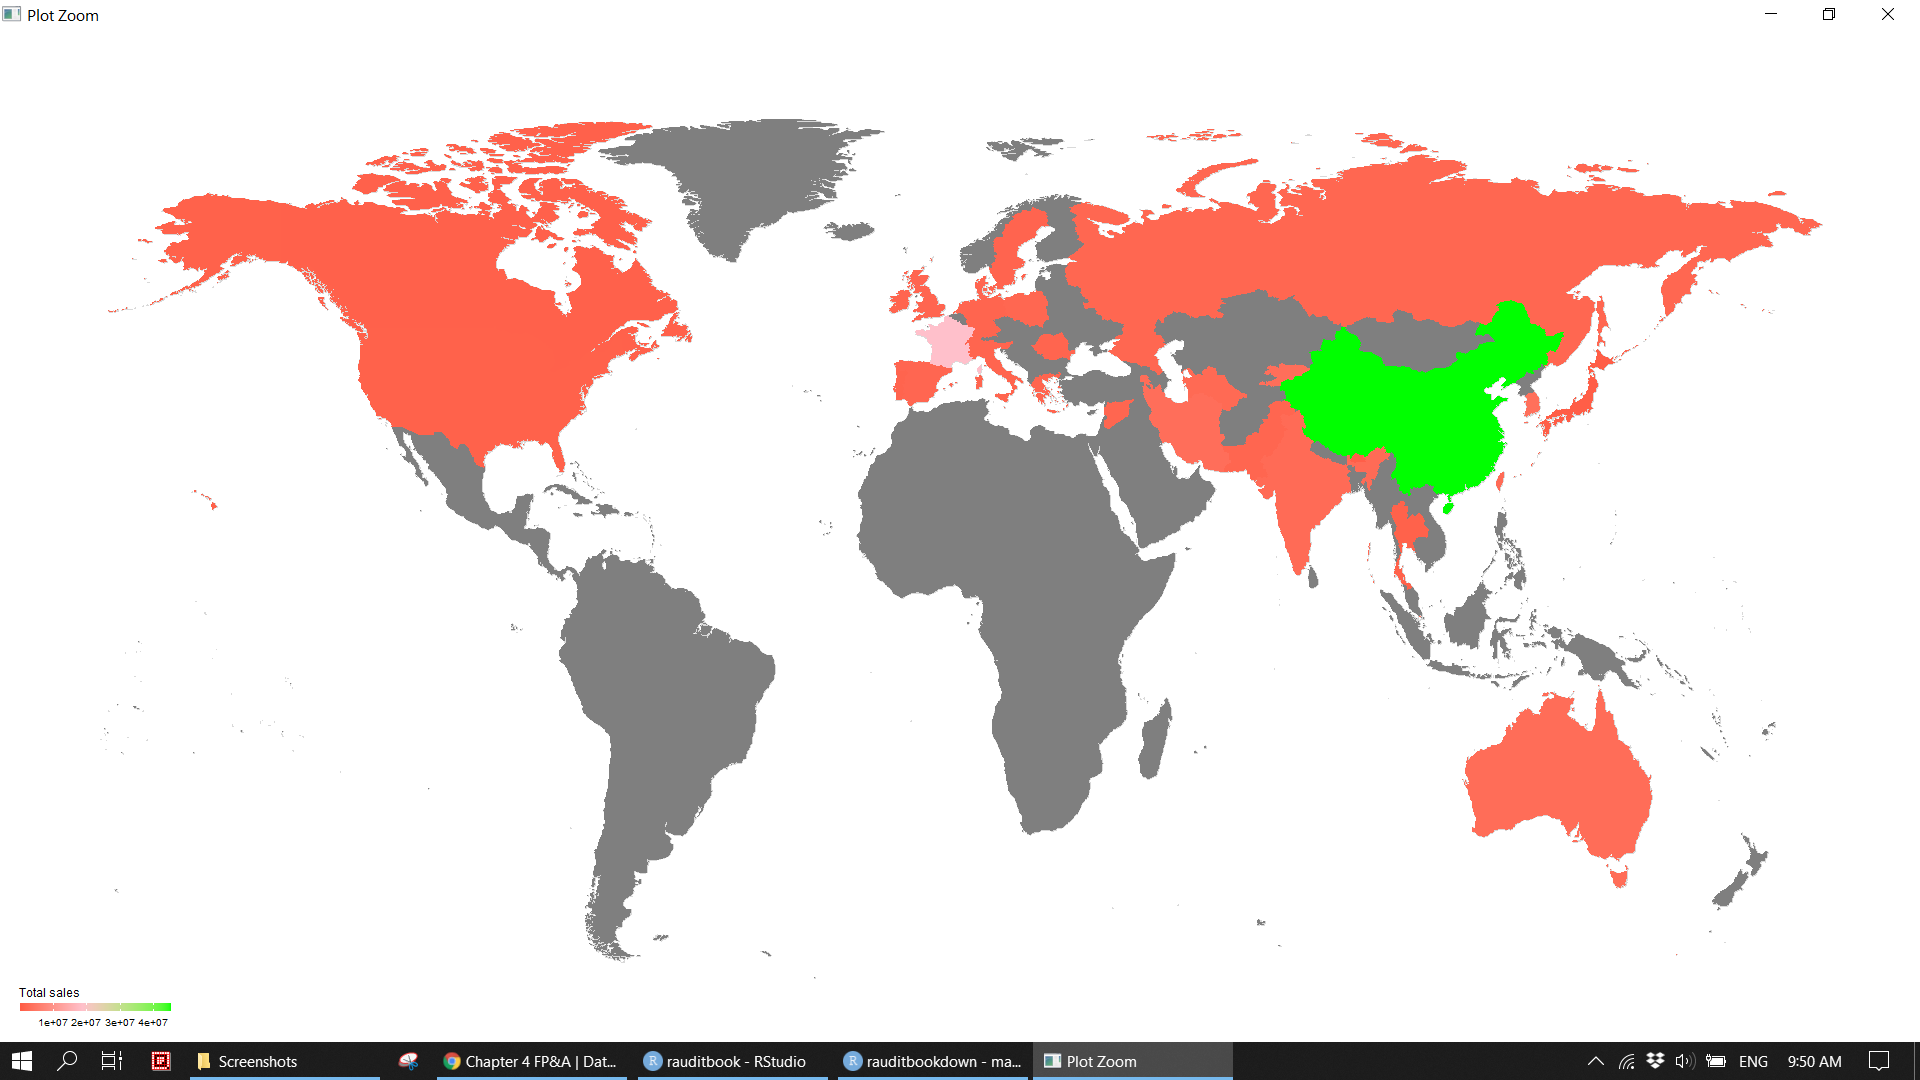 Plot Zoom
Total sales
1e+07 2e+07 3e+07 4e+07
Screenshots
Chapter 4 FP&A | Dat...
R rauditbook - RStudio
R rauditbookdown - ma...
Plot Zoom
ENG
9:50 AM